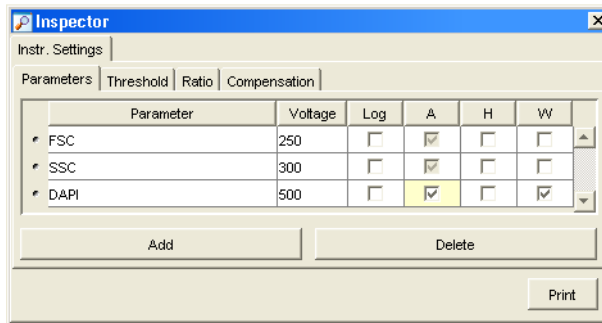 Inspector
Instr. Settings
Parameters Threshold Ratio Compensation
Parameter Voltage Log A H W
FSC 250
SSC 300
DAPI 500
Add Delete
Print